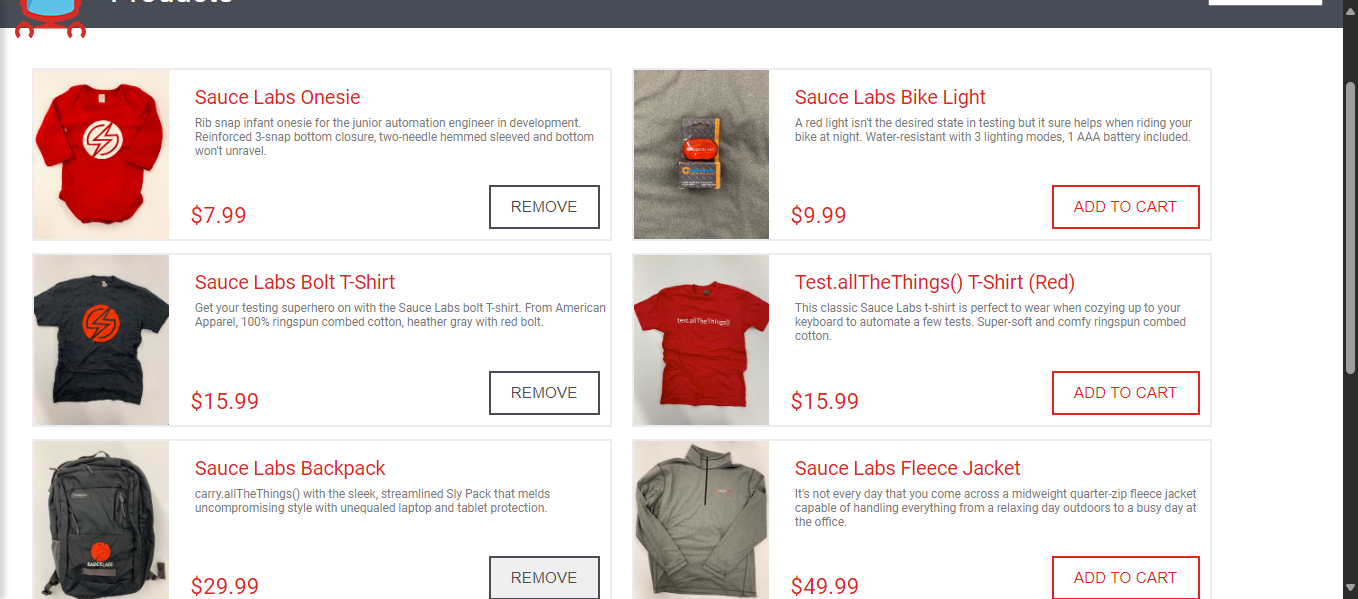 Products
Sauce Labs Onesie
Rib snap infant onesie for the junior automation engineer in development.
Reinforced 3-snap bottom closure, two-needle hemmed sleeved and bottom
won't unravel.
$7.99
REMOVE
Sauce Labs Bike Light
A red light isn't the desired state in testing but it sure helps when riding your
bike at night. Water-resistant with 3 lighting modes, 1 AAA battery included.
$9.99
ADD TO CART
Sauce Labs Bolt T-Shirt
Get your testing superhero on with the Sauce Labs bolt T-shirt. From American
Apparel, 100% ringspun combed cotton, heather gray with red bolt.
$15.99
REMOVE
test.allTheThings()
Test.allTheThings() T-Shirt (Red)
This classic Sauce Labs t-shirt is perfect to wear when cozying up to your
keyboard to automate a few tests. Super-soft and comfy ringspun combed
cotton.
$15.99
ADD TO CART
SAUCELABS
Sauce Labs Backpack
carry.allTheThings() with the sleek, streamlined Sly Pack that melds
uncompromising style with unequaled laptop and tablet protection.
$29.99
REMOVE
Sauce Labs Fleece Jacket
It's not every day that you come across a midweight quarter-zip fleece jacket
capable of handling everything from a relaxing day outdoors to a busy day at
the office.
$49.99
ADD TO CART